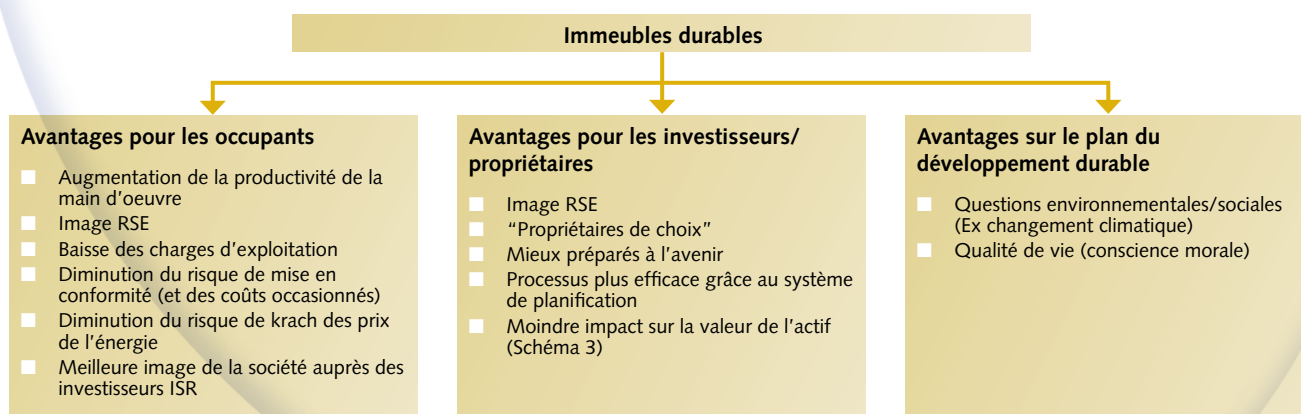 Immeubles durables
Avantages pour les occupants
Augmentation de la productivité de la
main d'oeuvre
Image RSE
Baisse des charges d'exploitation
Diminution du risque de mise en
conformité (et des coûts occasionnés)
Diminution du risque de krach des prix
de l'énergie
Meilleure image de la société auprès des
investisseurs ISR
Avantages pour les investisseurs/
propriétaires
Image RSE
“Propriétaires de choix”
Mieux préparés à l'avenir
Processus plus efficace grâce au système
de planification
Moindre impact sur la valeur de l'actif
(Schéma 3)
Avantages sur le plan du
développement durable
Questions environnementales/sociales
(Ex changement climatique)
Qualité de vie (conscience morale)